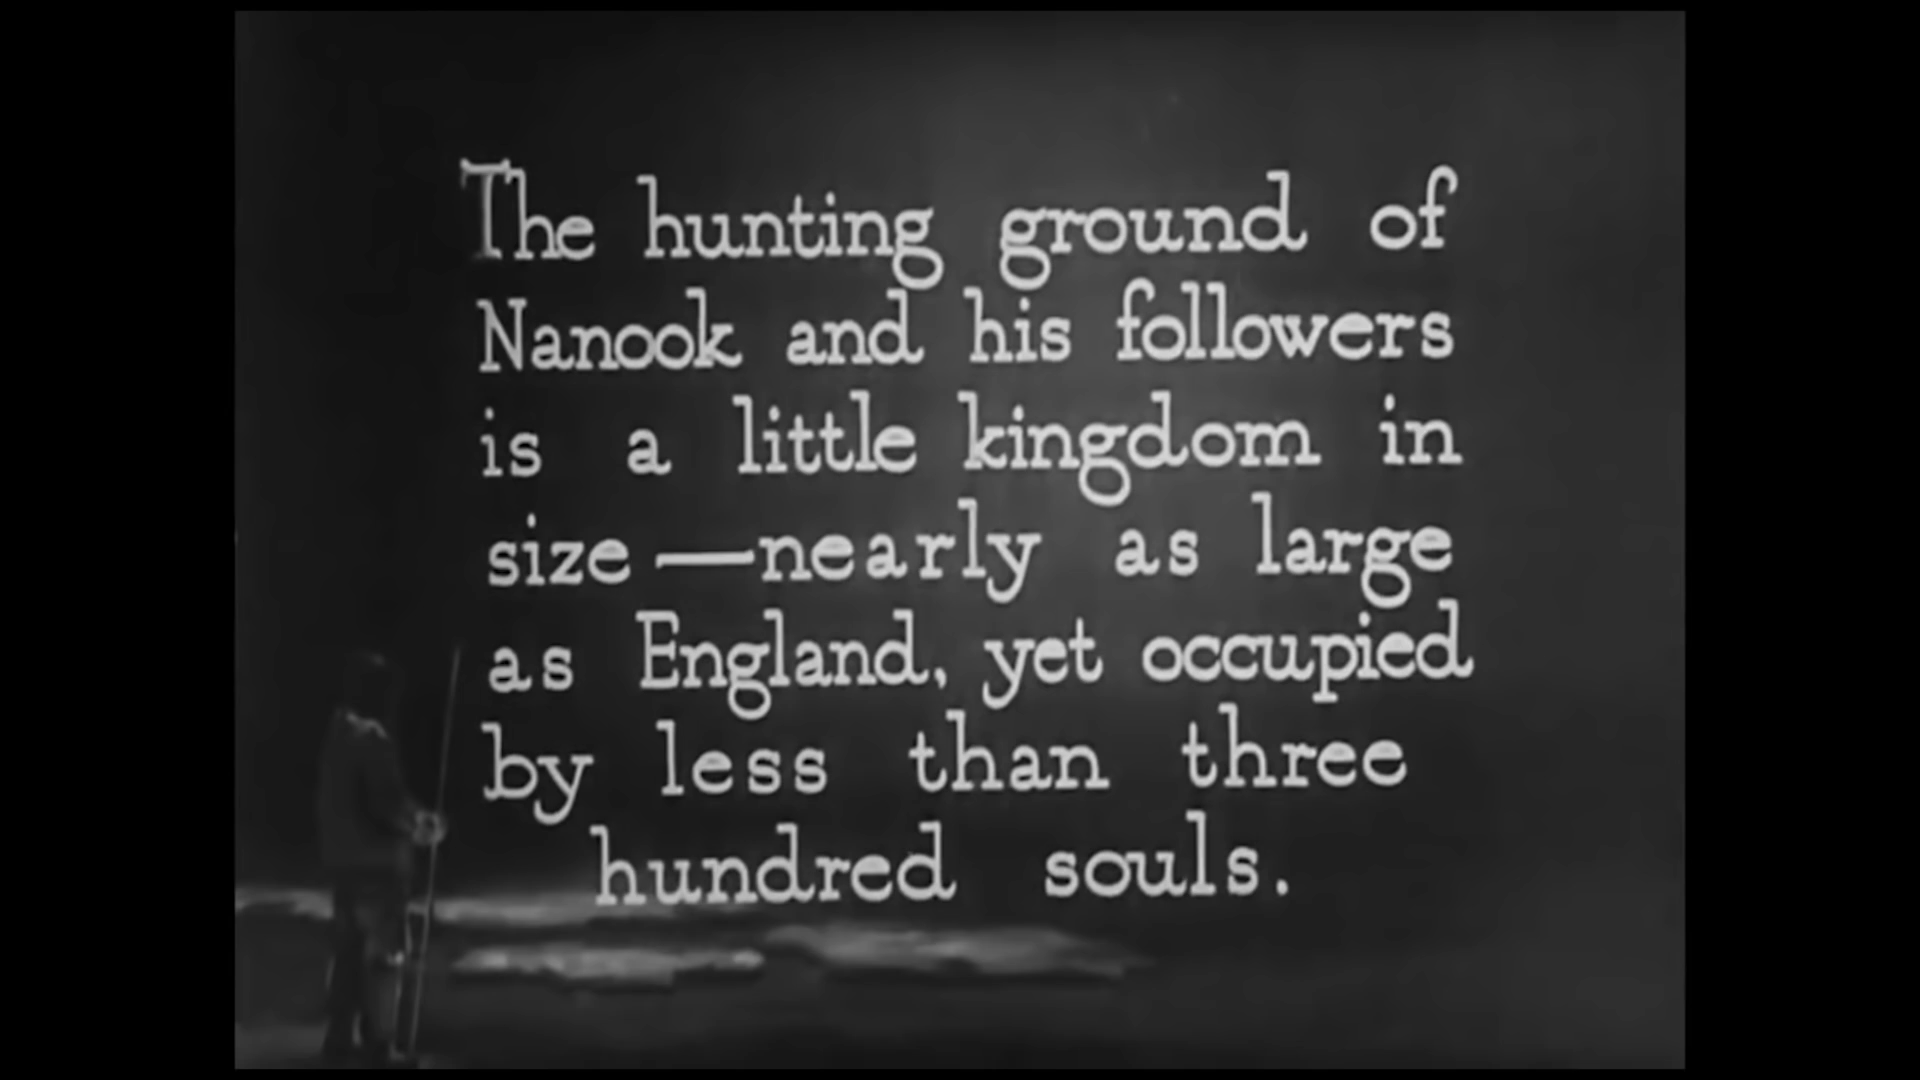 The hunting ground of
Nanook and his followers
is a little kingdom in
size —nearly as large
as England, yet occupied
by less than three
hundred souls.